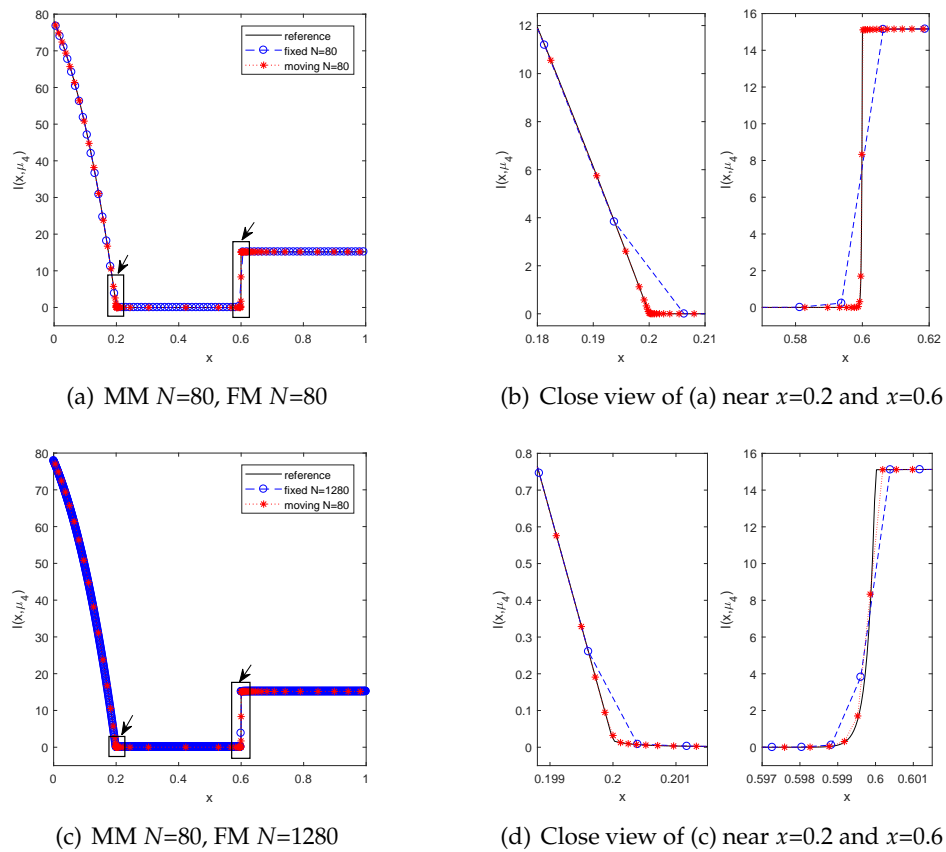 80
70
60
50
40
30
20
10
0
I(x,μ₄)
0 0.2 0.4 0.6 0.8 1
x
reference
fixed N=80
moving N=80
(a) MM N=80, FM N=80
12
10
8
6
4
2
0
I(x,μ₄)
0.18 0.19 0.2 0.21
x
16
14
12
10
8
6
4
2
0
I(x,μ₄)
0.58 0.6 0.62
x
(b) Close view of (a) near x=0.2 and x=0.6
80
70
60
50
40
30
20
10
0
I(x,μ₄)
0 0.2 0.4 0.6 0.8 1
x
reference
fixed N=1280
moving N=80
(c) MM N=80, FM N=1280
0.8
0.7
0.6
0.5
0.4
0.3
0.2
0.1
0
I(x,μ₄)
0.199 0.2 0.201
x
16
14
12
10
8
6
4
2
0
I(x,μ₄)
0.597 0.598 0.599 0.6 0.601
x
(d) Close view of (c) near x=0.2 and x=0.6